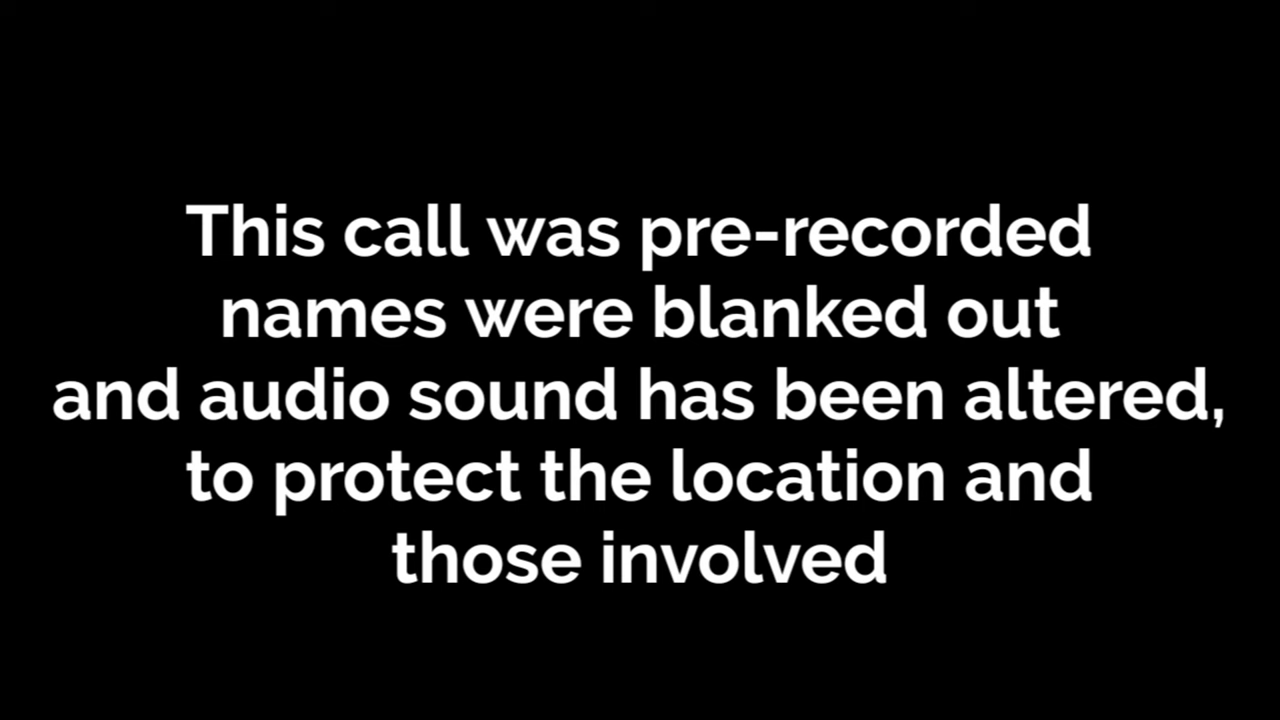 This call was pre-recorded
names were blanked out
and audio sound has been altered,
to protect the location and
those involved